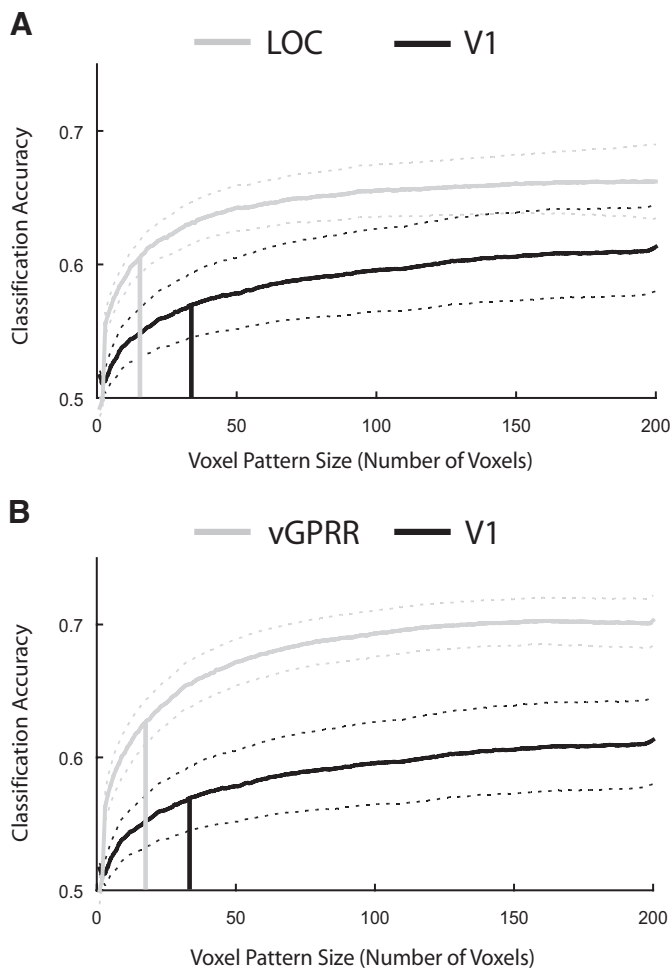 A
LOC V1
Classification Accuracy
0.7
0.6
0.5
0 50 100 150 200
Voxel Pattern Size (Number of Voxels)
B
vGPRR V1
Classification Accuracy
0.7
0.6
0.5
0 50 100 150 200
Voxel Pattern Size (Number of Voxels)